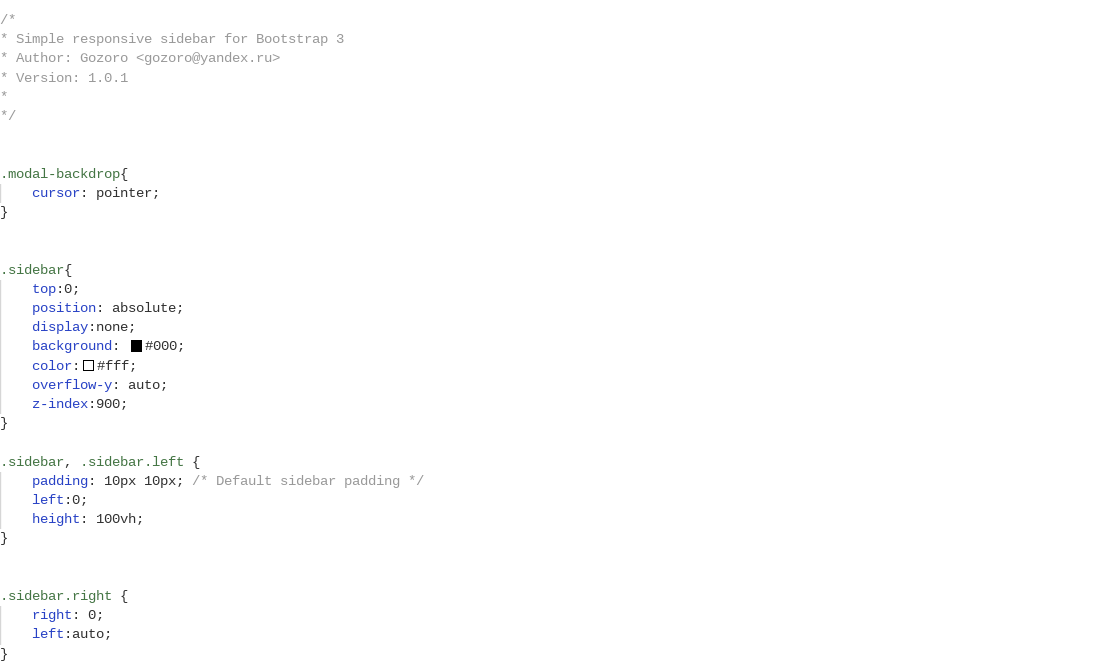 /*
* Simple responsive sidebar for Bootstrap 3
* Author: Gozoro <gozoro@yandex.ru>
* Version: 1.0.1
*
*/
.modal-backdrop{
    cursor: pointer;
}
.sidebar{
    top:0;
    position: absolute;
    display:none;
    background: #000;
    color:#fff;
    overflow-y: auto;
    z-index:900;
}
.sidebar, .sidebar.left {
    padding: 10px 10px; /* Default sidebar padding */
    left:0;
    height: 100vh;
}
.sidebar.right {
    right: 0;
    left:auto;
}